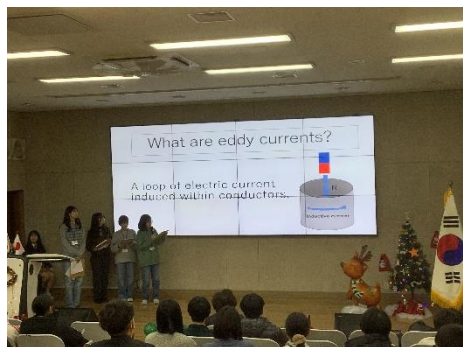 What are eddy currents?
A loop of electric current
induced within conductors.
N